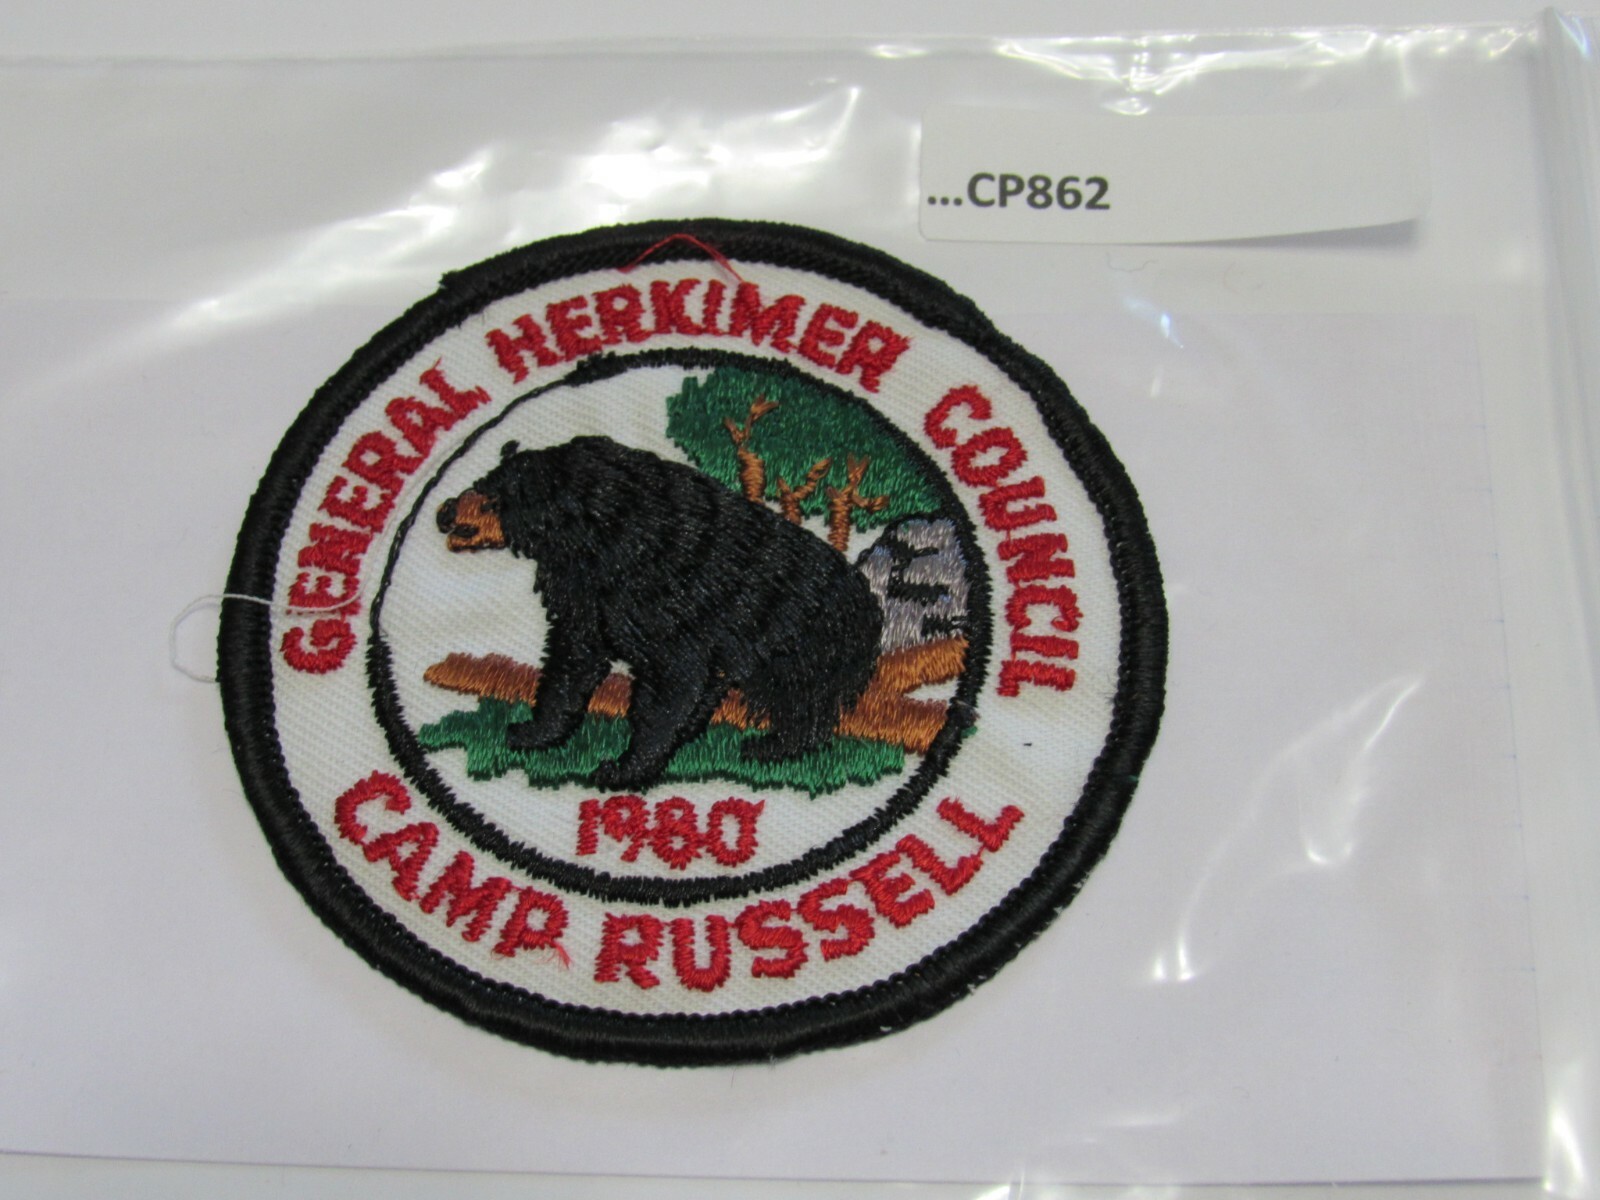 ...CP862
GENERAL HERKIMER COUNCIL
1980
CAMP RUSSELL